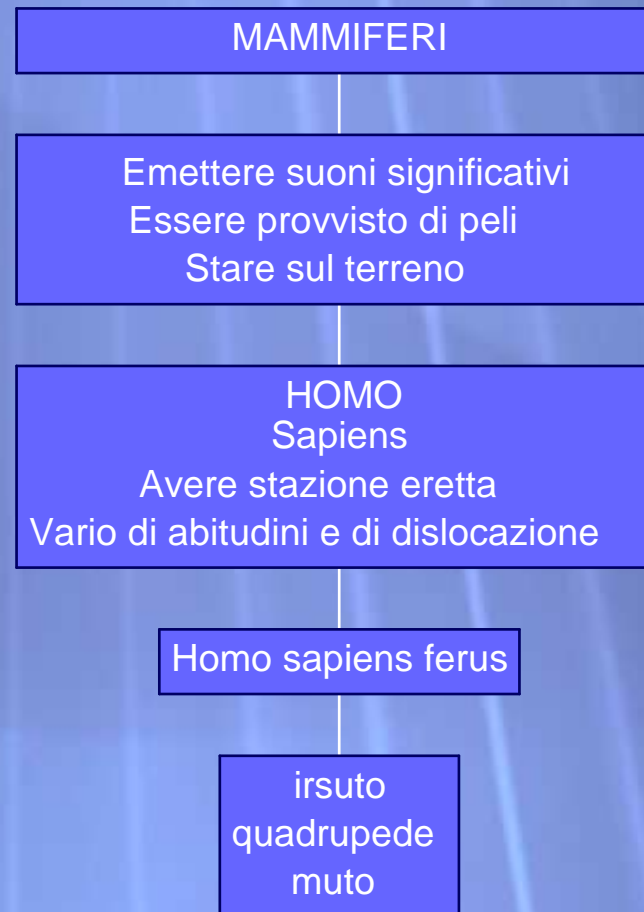 MAMMIFERI
Emettere suoni significativi
Essere provvisto di peli
Stare sul terreno
HOMO
Sapiens
Avere stazione eretta
Vario di abitudini e di dislocazione
Homo sapiens ferus
irsuto
quadrupede
muto